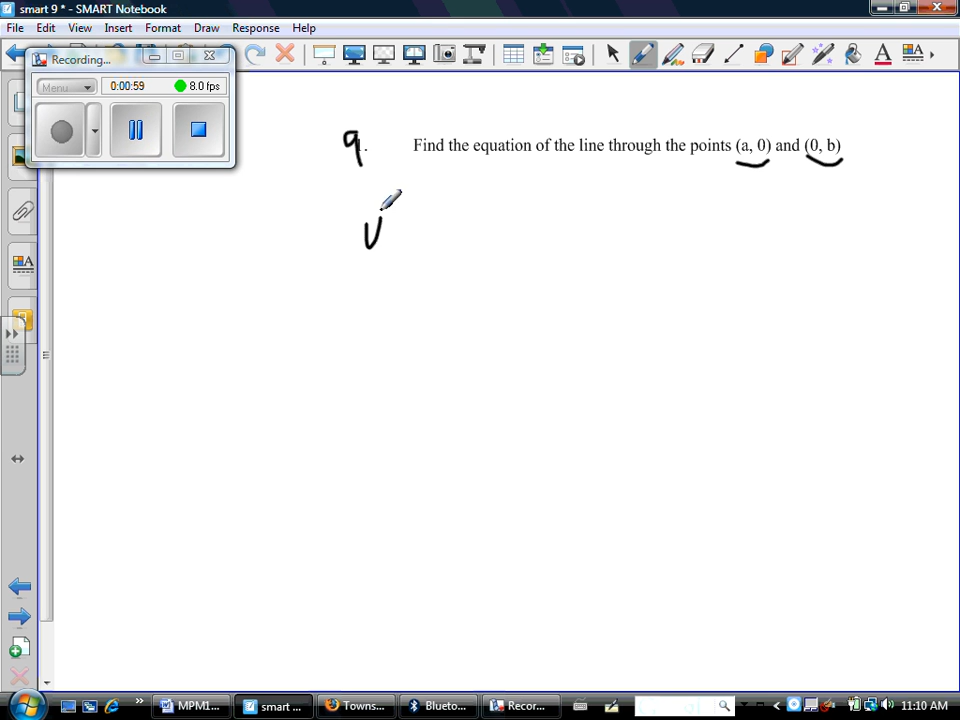 smart 9 * - SMART Notebook
File Edit View Insert Format Draw Response Help
Recording...
Menu 0:00:59 8.0 fps
9 1. Find the equation of the line through the points (a, 0) and (0, b)
MPM1... smart ... Towns... Blueto... Recor... 11:10 AM